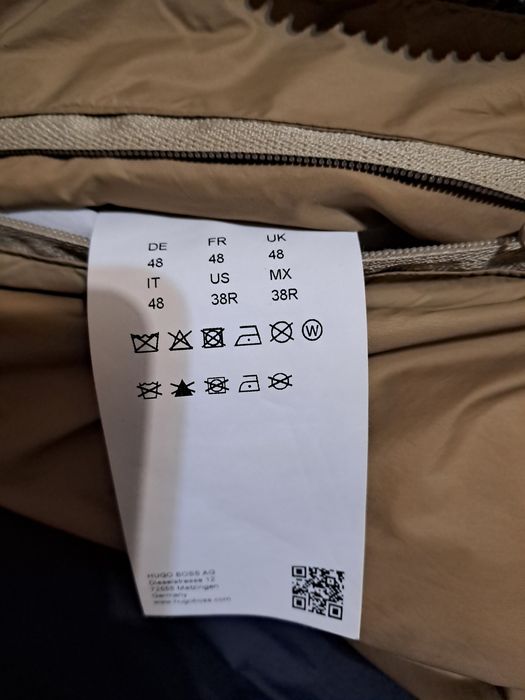 DE FR UK
48 48 48
IT US MX
48 38R 38R
W
HUGO BOSS AG
Dieselstrasse 12
72555 Metzingen
Germany
www.hugoboss.com